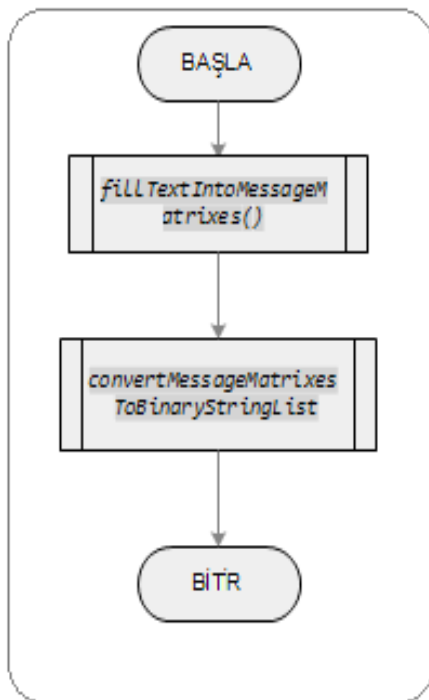 BAŞLA
fillTextIntoMessageM
atrixes()
convertMessageMatrixes
ToBinaryStringList
BİTR